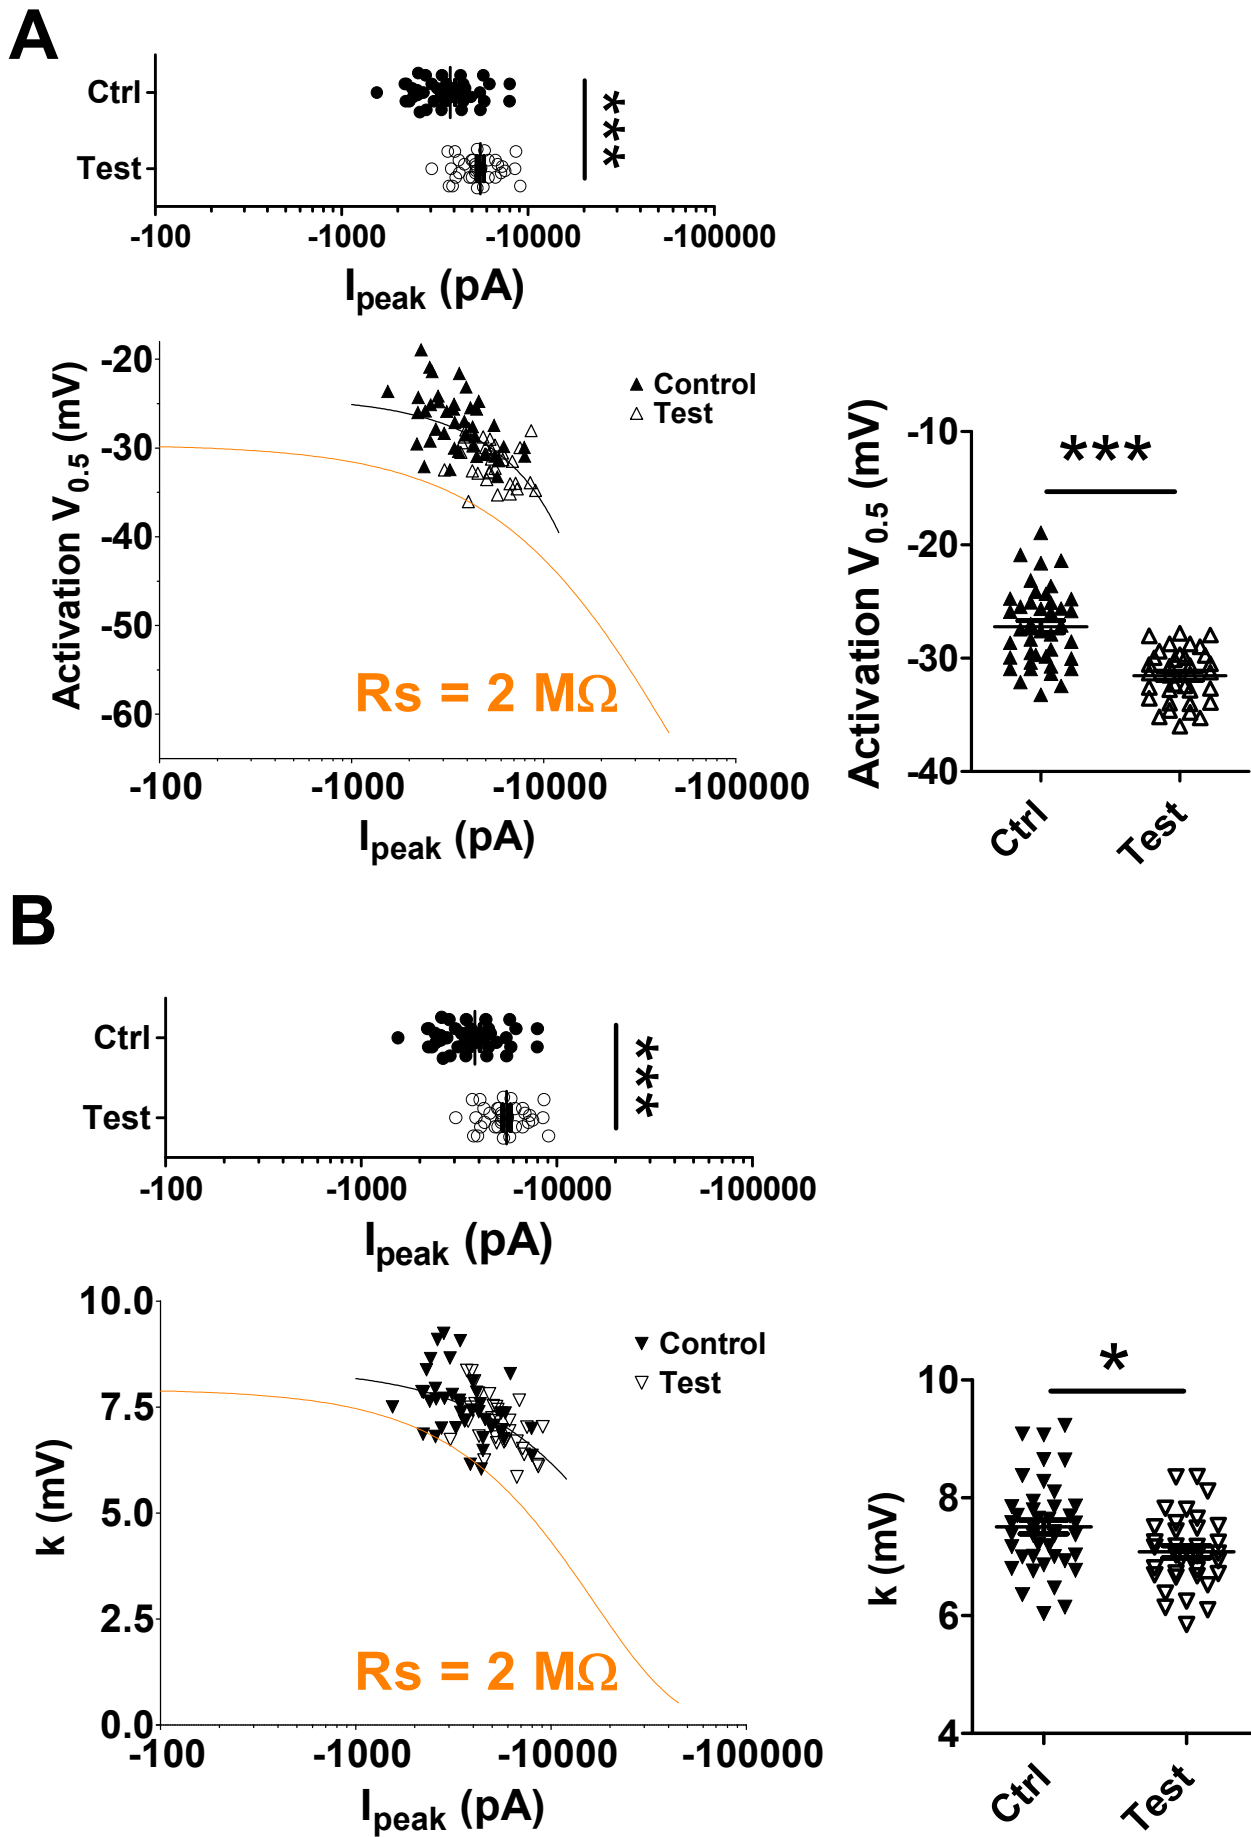 A
Ctrl
Test
***
-100 -1000 -10000 -100000
Ipeak (pA)
Activation V0.5 (mV)
-20
-30
-40
-50
-60
Control
Test
Rs = 2 MΩ
-100 -1000 -10000 -100000
Ipeak (pA)
Activation V0.5 (mV)
-10
-20
-30
-40
***
Ctrl Test
B
Ctrl
Test
***
-100 -1000 -10000 -100000
Ipeak (pA)
k (mV)
10.0
7.5
5.0
2.5
0.0
Control
Test
Rs = 2 MΩ
-100 -1000 -10000 -100000
Ipeak (pA)
k (mV)
10
8
6
4
*
Ctrl Test